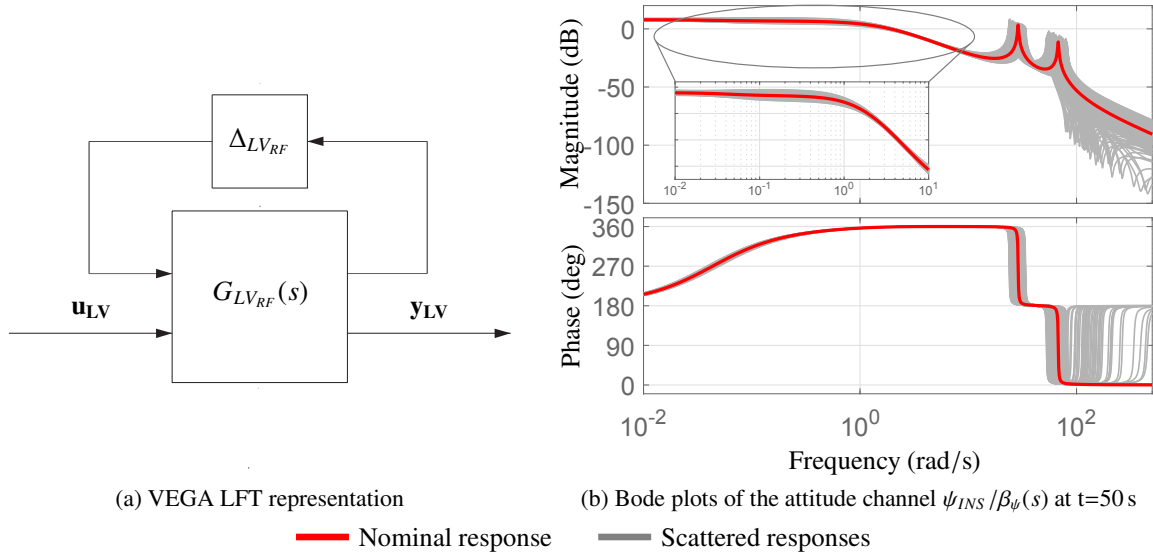 Δ_{LV_{RF}}
G_{LV_{RF}}(s)
u_{LV}
y_{LV}
(a) VEGA LFT representation
Magnitude (dB)
0
-50
-100
-150
10^{-2}
10^{-1}
10^{0}
10^{1}
Phase (deg)
360
270
180
90
0
10^{-2}
10^{0}
10^{2}
Frequency (rad/s)
(b) Bode plots of the attitude channel ψ_{INS}/β_ψ(s) at t=50 s
Nominal response
Scattered responses